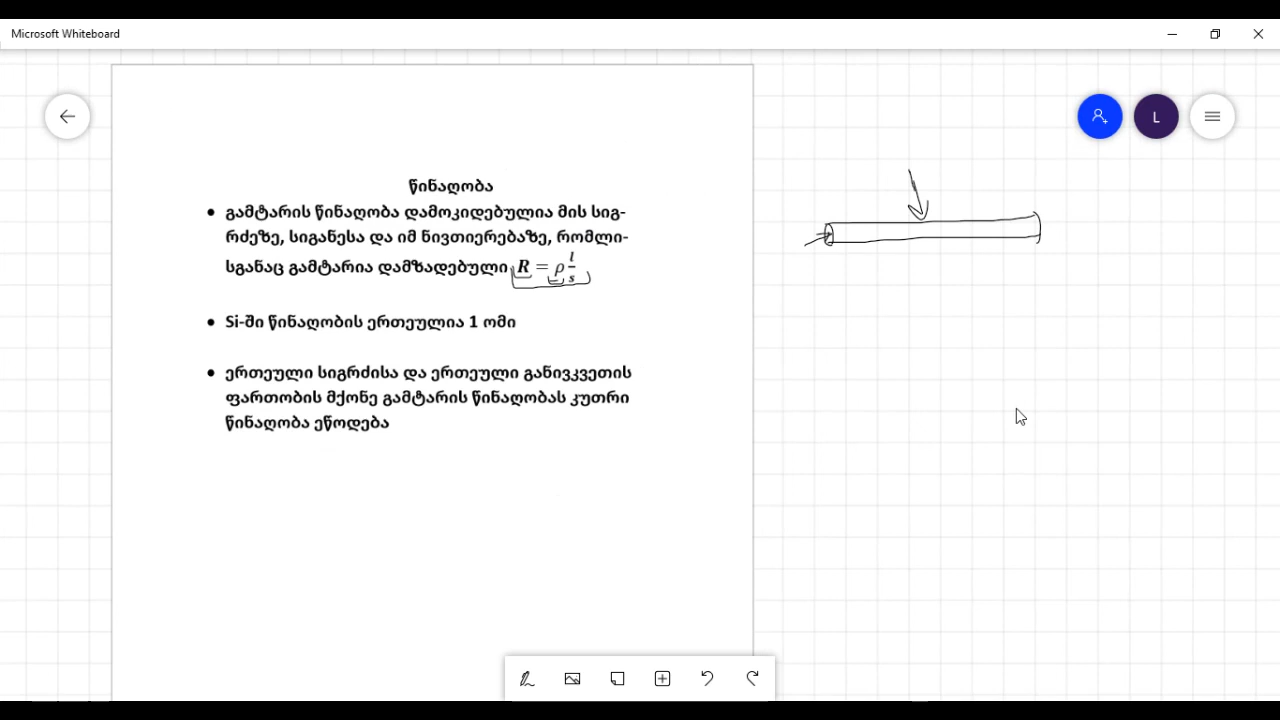 Microsoft Whiteboard
L
წინაღობა
• გამტარის წინაღობა დამოკიდებულია მის სიგ-
რძეზე, სიგანესა და იმ ნივთიერებაზე, რომლი-
სგანაც გამტარია დამზადებული R = ρ l/s
• Si-ში წინაღობის ერთეულია 1 ომი
• ერთეული სიგრძისა და ერთეული განივკვეთის
ფართობის მქონე გამტარის წინაღობას კუთრი
წინაღობა ეწოდება